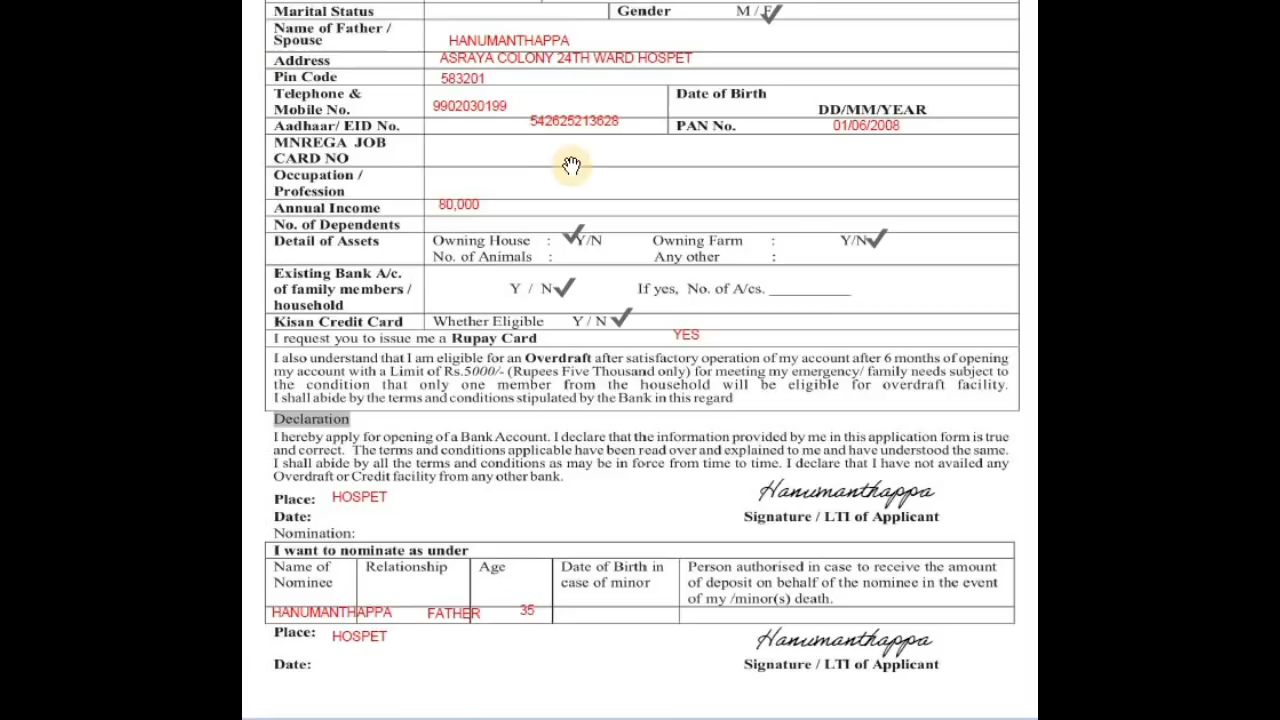 Marital Status Gender M / F
Name of Father /
Spouse HANUMANTHAPPA
Address ASRAYA COLONY 24TH WARD HOSPET
Pin Code 583201
Telephone & Date of Birth
Mobile No. 9902030199 DD/MM/YEAR
Aadhaar/ EID No. 542625213628 PAN No. 01/06/2008
MNREGA JOB
CARD NO
Occupation /
Profession
Annual Income 80,000
No. of Dependents
Detail of Assets Owning House : Y/N Owning Farm : Y/N
No. of Animals : Any other :
Existing Bank A/c.
of family members / Y / N If yes, No. of A/cs. __________
household
Kisan Credit Card Whether Eligible Y / N
I request you to issue me a Rupay Card YES
I also understand that I am eligible for an Overdraft after satisfactory operation of my account after 6 months of opening
my account with a Limit of Rs.5000/- (Rupees Five Thousand only) for meeting my emergency/ family needs subject to
the condition that only one member from the household will be eligible for overdraft facility.
I shall abide by the terms and conditions stipulated by the Bank in this regard
Declaration
I hereby apply for opening of a Bank Account. I declare that the information provided by me in this application form is true
and correct. The terms and conditions applicable have been read over and explained to me and have understood the same.
I shall abide by all the terms and conditions as may be in force from time to time. I declare that I have not availed any
Overdraft or Credit facility from any other bank.
Place: HOSPET Hanumanthappa
Date: Signature / LTI of Applicant
Nomination:
I want to nominate as under
Name of Relationship Age Date of Birth in Person authorised in case to receive the amount
Nominee case of minor of deposit on behalf of the nominee in the event
of my /minor(s) death.
HANUMANTHAPPA FATHER 35
Place: HOSPET Hanumanthappa
Date: Signature / LTI of Applicant